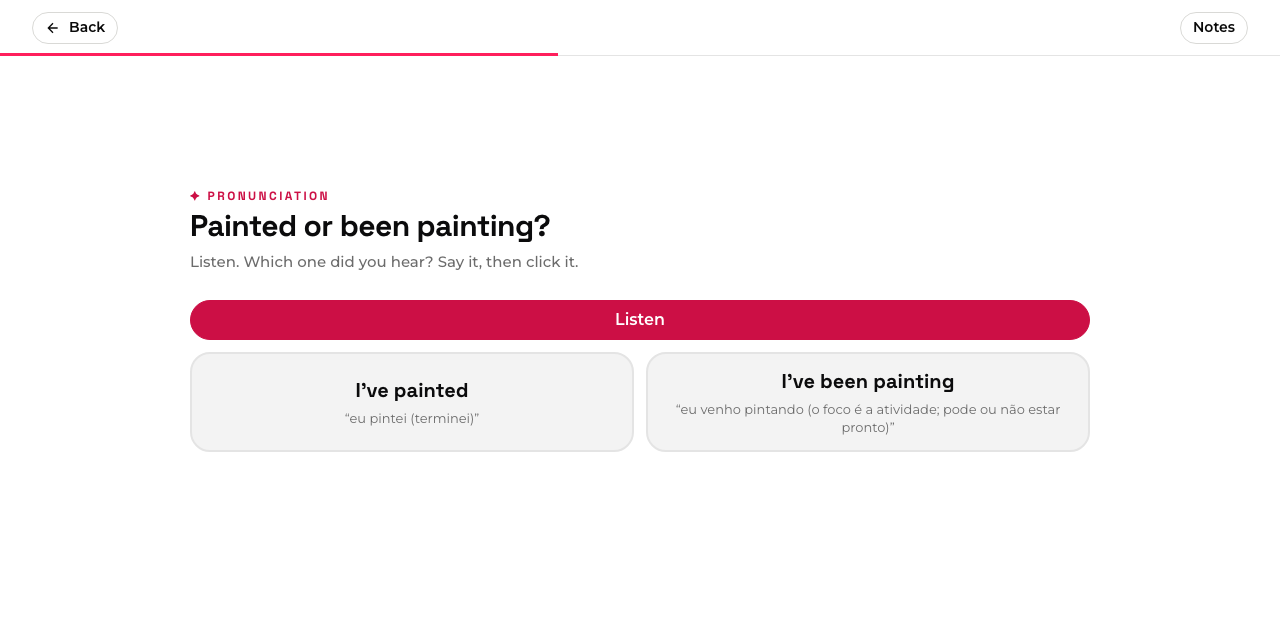 Back
Notes
PRONUNCIATION
Painted or been painting?
Listen. Which one did you hear? Say it, then click it.
Listen
I’ve painted
“eu pintei (terminei)”
I’ve been painting
“eu venho pintando (o foco é a atividade; pode ou não estar
pronto)”